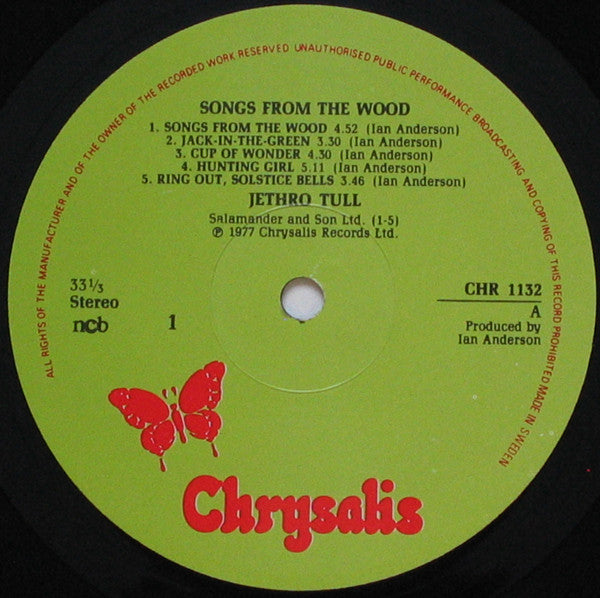 ALL RIGHTS OF THE MANUFACTURER AND OF THE OWNER OF THE RECORDED WORK RESERVED UNAUTHORISED PUBLIC PERFORMANCE BROADCASTING AND COPYING OF THIS RECORD PROHIBITED MADE IN SWEDEN
SONGS FROM THE WOOD
1. SONGS FROM THE WOOD 4.52 (Ian Anderson)
2. JACK-IN-THE-GREEN 3.30 (Ian Anderson)
3. CUP OF WONDER 4.30 (Ian Anderson)
4. HUNTING GIRL 5.11 (Ian Anderson)
5. RING OUT, SOLSTICE BELLS 3.46 (Ian Anderson)
JETHRO TULL
Salamander and Son Ltd. (1-5)
℗ 1977 Chrysalis Records Ltd.
33⅓
Stereo
ncb
1
CHR 1132
A
Produced by
Ian Anderson
Chrysalis